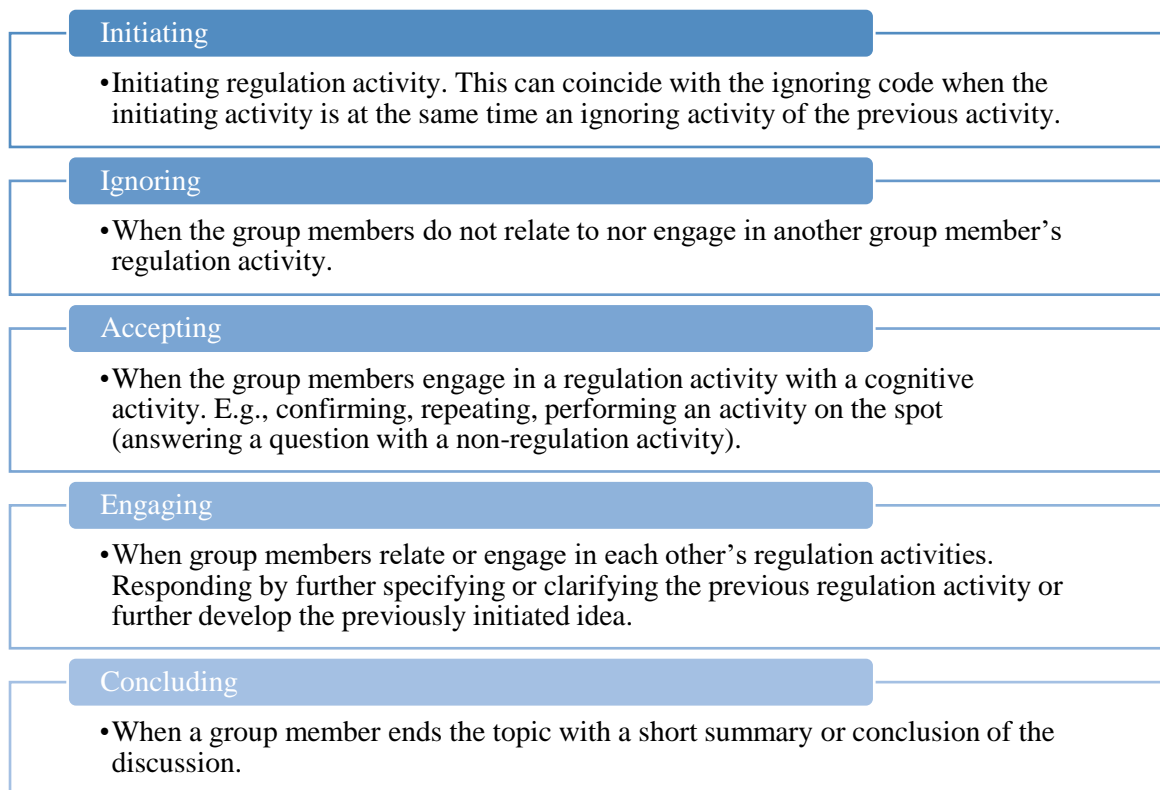 Initiating
•Initiating regulation activity. This can coincide with the ignoring code when the
initiating activity is at the same time an ignoring activity of the previous activity.
Ignoring
•When the group members do not relate to nor engage in another group member’s
regulation activity.
Accepting
•When the group members engage in a regulation activity with a cognitive
activity. E.g., confirming, repeating, performing an activity on the spot
(answering a question with a non-regulation activity).
Engaging
•When group members relate or engage in each other’s regulation activities.
Responding by further specifying or clarifying the previous regulation activity or
further develop the previously initiated idea.
Concluding
•When a group member ends the topic with a short summary or conclusion of the
discussion.